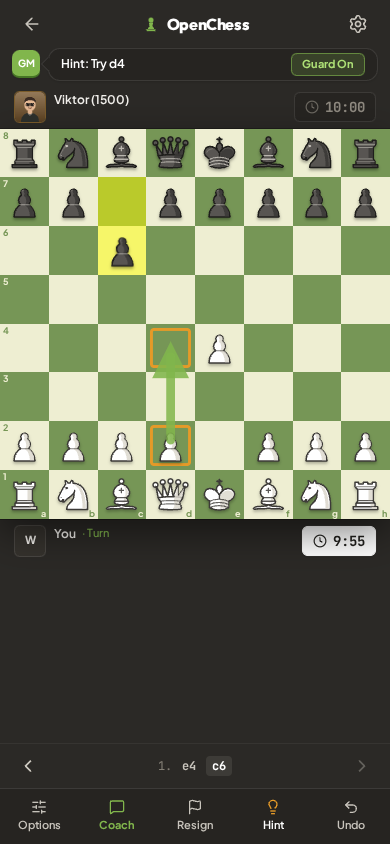 OpenChess
GM
Hint: Try d4
Guard On
Viktor (1500)
10:00
8
7
6
5
4
3
2
1
a b c d e f g h
W
You · Turn
9:55
1. e4 c6
Options
Coach
Resign
Hint
Undo